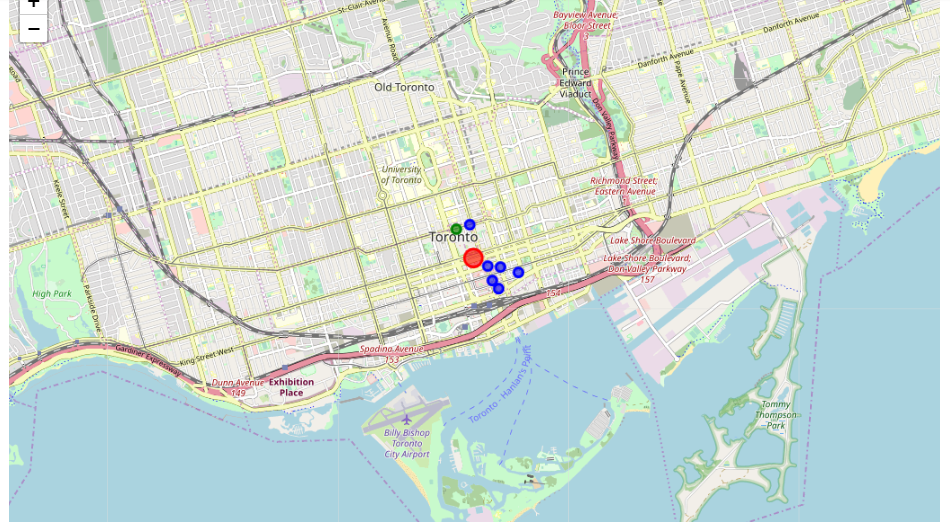 +
−
St. Clair Avenue
Avenue Road
Bayview Avenue;
Bloor Street
Danforth Avenue
Danforth Avenue
Pape Avenue
Prince
Edward
Viaduct
Don Valley Parkway
Old Toronto
Road
University
of Toronto
Keele Street
Richmond Street;
Eastern Avenue
Toronto
Lake Shore Boulevard
Lake Shore Boulevard;
Don Valley Parkway
157
High Park
Parkside Drive
154
Gardiner Expressway
King Street West
Spadina Avenue
153
Dunn Avenue
149
Exhibition
Place
Toronto - Hanlan's Point
Billy Bishop
Toronto
City Airport
Tommy
Thompson
Park